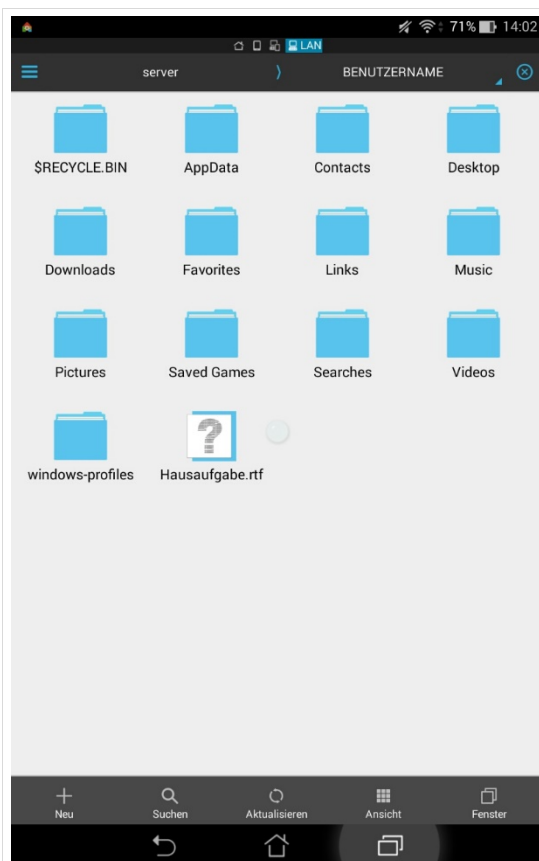 71% 14:02
LAN
server ⟩ BENUTZERNAME
$RECYCLE.BIN AppData Contacts Desktop
Downloads Favorites Links Music
Pictures Saved Games Searches Videos
windows-profiles Hausaufgabe.rtf
Neu Suchen Aktualisieren Ansicht Fenster